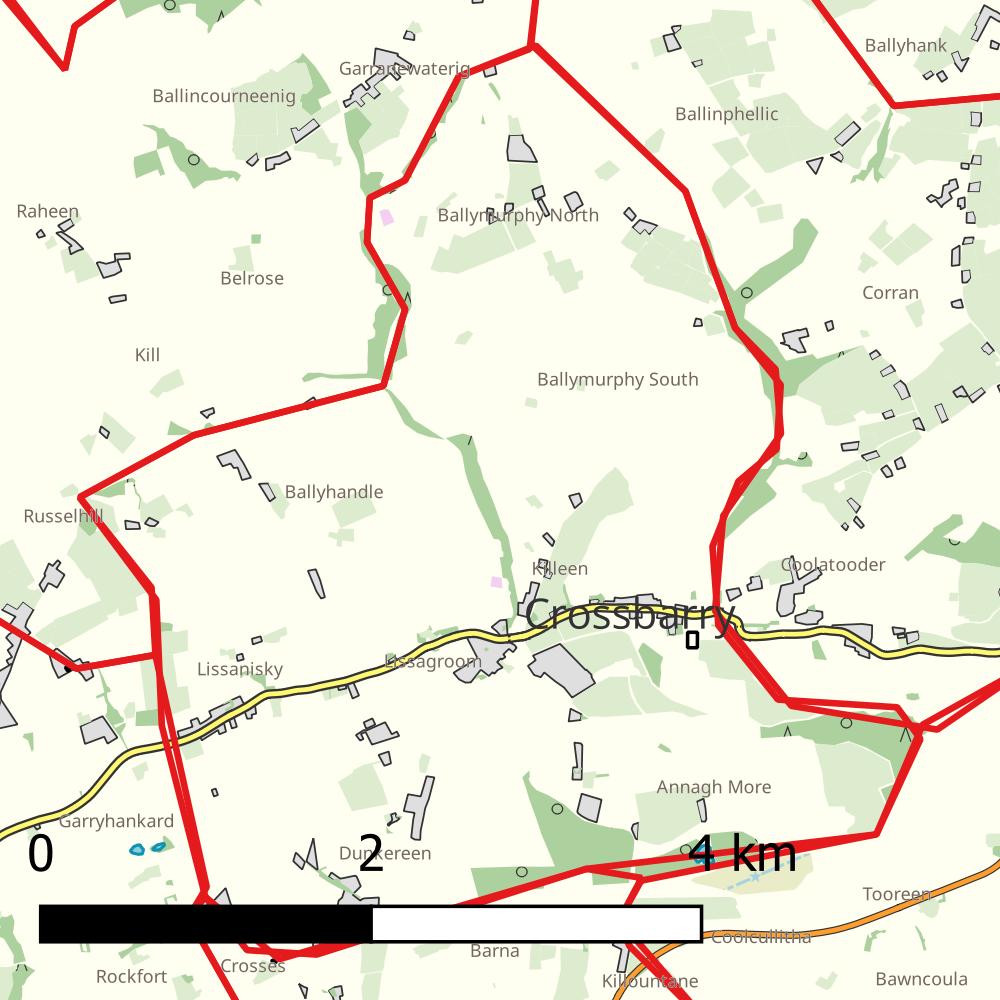 Ballyhank
Garranewaterig
Ballincourneenig
Ballinphellic
Raheen
Ballymurphy North
Belrose
Corran
Kill
Ballymurphy South
Ballyhandle
Russelhill
Killeen
Coolatooder
Crossbarry
Lissagroom
Lissanisky
Annagh More
Garryhankard
Dunkereen
0 2 4 km
Tooreen
Coolcullitha
Barna
Crosses
Rockfort
Killountane
Bawncoula